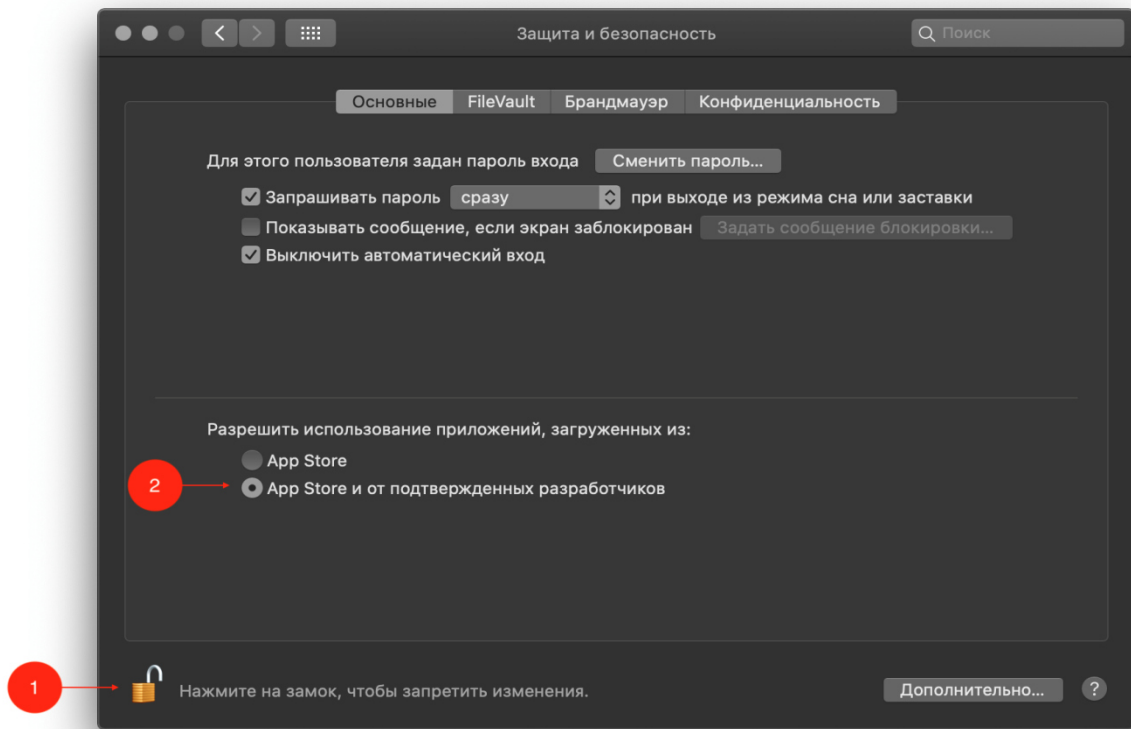 Защита и безопасность
Поиск
Основные FileVault Брандмауэр Конфиденциальность
Для этого пользователя задан пароль входа Сменить пароль...
Запрашивать пароль сразу при выходе из режима сна или заставки
Показывать сообщение, если экран заблокирован Задать сообщение блокировки...
Выключить автоматический вход
Разрешить использование приложений, загруженных из:
App Store
2 App Store и от подтвержденных разработчиков
1 Нажмите на замок, чтобы запретить изменения. Дополнительно... ?